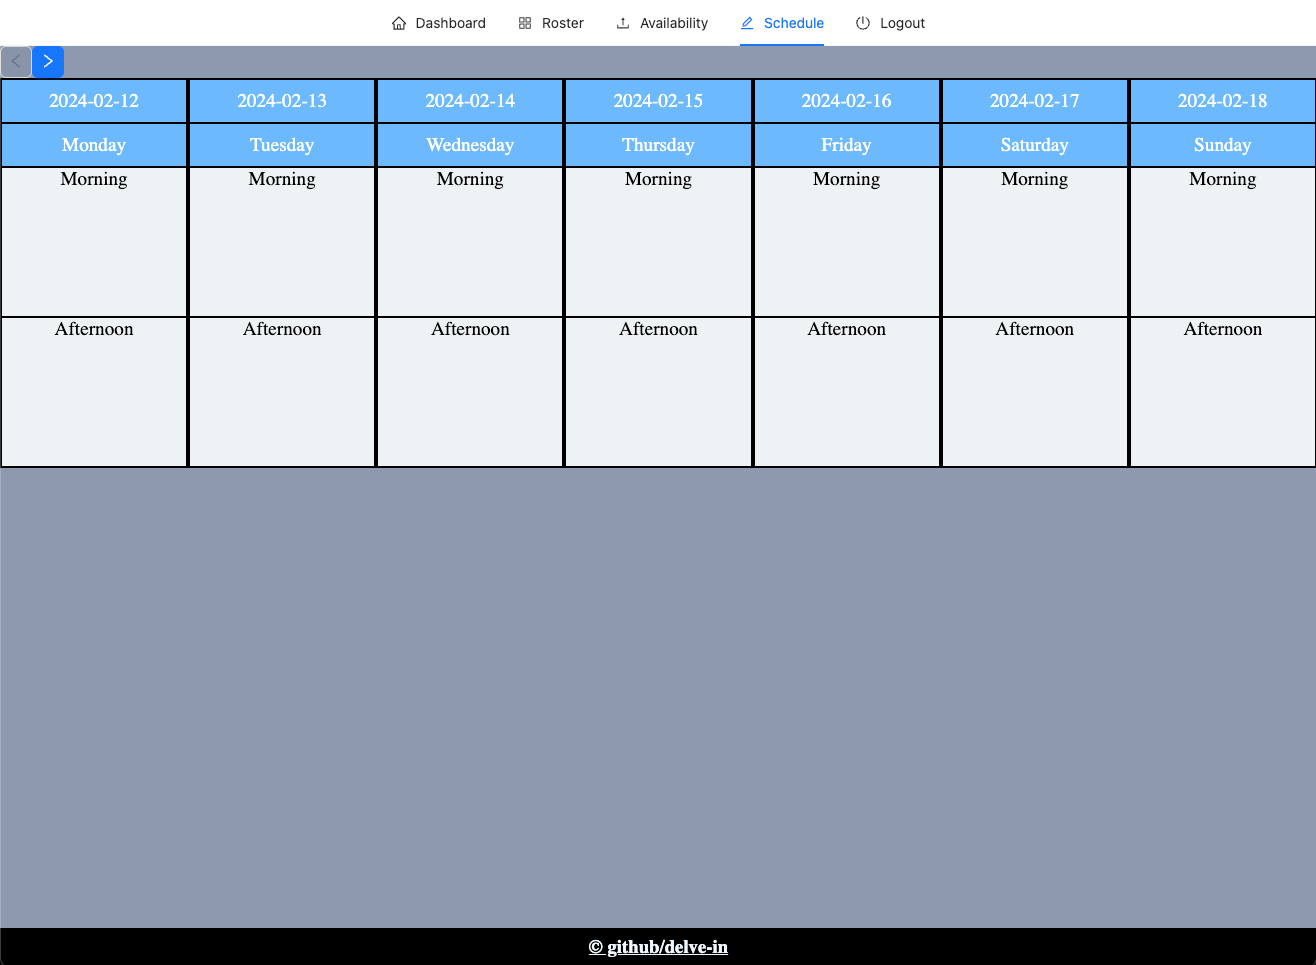 Dashboard Roster Availability Schedule Logout
2024-02-12 2024-02-13 2024-02-14 2024-02-15 2024-02-16 2024-02-17 2024-02-18
Monday Tuesday Wednesday Thursday Friday Saturday Sunday
Morning Morning Morning Morning Morning Morning Morning
Afternoon Afternoon Afternoon Afternoon Afternoon Afternoon Afternoon
© github/delve-in